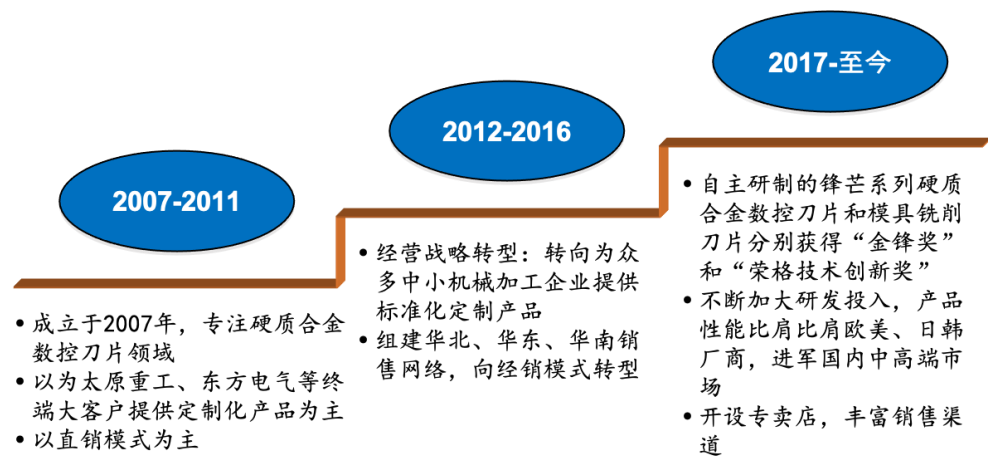 2007-2011
• 成立于2007年，专注硬质合金
数控刀片领域
• 以为太原重工、东方电气等终
端大客户提供定制化产品为主
• 以直销模式为主
2012-2016
• 经营战略转型：转向为众
多中小机械加工企业提供
标准化定制产品
• 组建华北、华东、华南销
售网络，向经销模式转型
2017-至今
• 自主研制的锋芒系列硬质
合金数控刀片和模具铣削
刀片分别获得“金锋奖”
和“荣格技术创新奖”
• 不断加大研发投入，产品
性能比肩比肩欧美、日韩
厂商，进军国内中高端市
场
• 开设专卖店，丰富销售渠
道